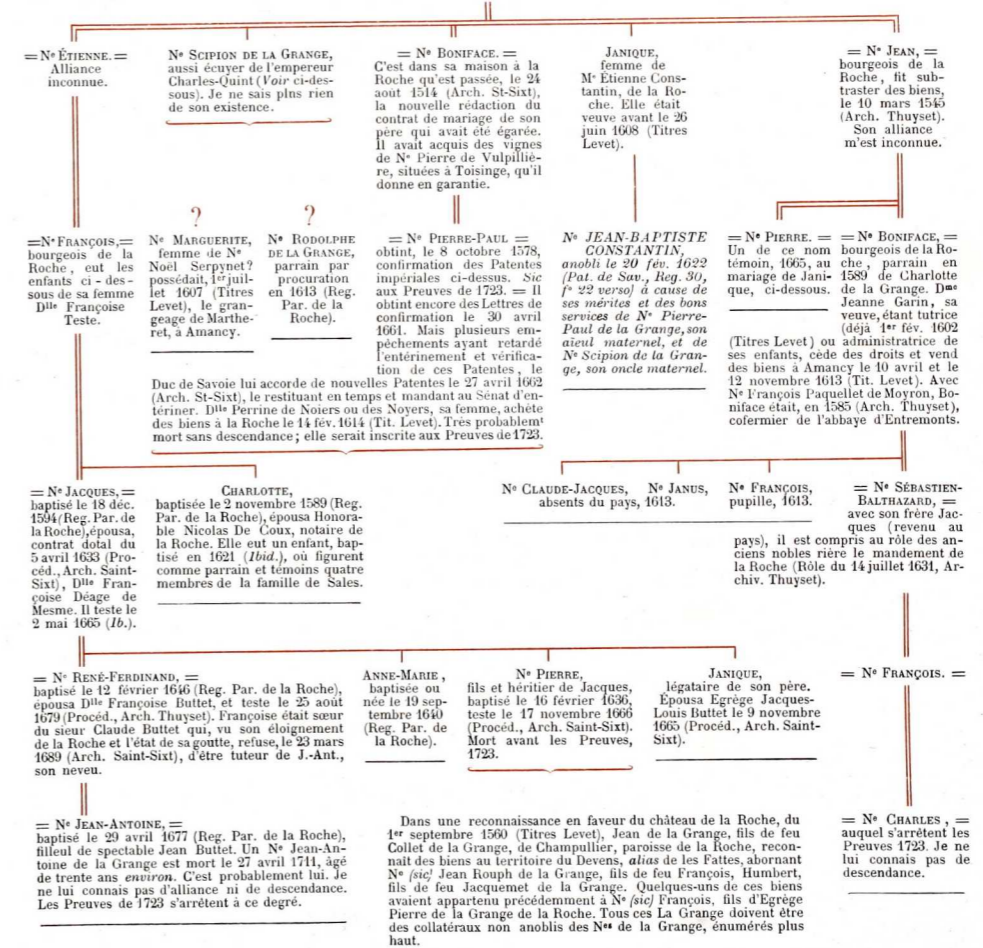 = Nᵉ ÉTIENNE. =
Alliance
inconnue.
Nᵉ SCIPION DE LA GRANGE,
aussi écuyer de l'empereur
Charles-Quint (Voir ci-des-
sous). Je ne sais plus rien
de son existence.
= Nᵉ BONIFACE. =
C'est dans sa maison à la
Roche qu'est passée, le 24
août 1514 (Arch. St-Sixt),
la nouvelle rédaction du
contrat de mariage de son
père qui avait été égarée.
Il avait acquis des vignes
de Nᵉ Pierre de Vulpilliè-
re, situées à Toisinge, qu'il
donne en garantie.
JANIQUE,
femme de
Mᵉ Étienne Cons-
tantin, de la Ro-
che. Elle était
veuve avant le 26
juin 1608 (Titres
Levet).
= Nᵉ JEAN, =
bourgeois de la
Roche, fit sub-
traster des biens,
le 10 mars 1545
(Arch. Thuyset).
Son alliance
m'est inconnue.
=Nᵉ FRANÇOIS,=
bourgeois de la
Roche, eut les
enfants ci-des-
sous de sa femme
Dˡˡᵉ Françoise
Teste.
?
Nᵉ MARGUERITE,
femme de Nᵉ
Noël Serpynet?
possédait, 1ᵉʳ juil-
let 1607 (Titres
Levet), le gran-
geage de Marthe-
ret, à Amancy.
?
Nᵉ RODOLPHE
DE LA GRANGE,
parrain par
procuration
en 1613 (Reg.
Par. de la
Roche).
= Nᵉ PIERRE-PAUL =
obtint, le 8 octobre 1578,
confirmation des Patentes
impériales ci-dessus. Sic
aux Preuves de 1723. = Il
obtint encore des Lettres de
confirmation le 30 avril
1661. Mais plusieurs em-
pêchements ayant retardé
l'entérinement et vérifica-
tion de ces Patentes, le
Duc de Savoie lui accorde de nouvelles Patentes le 27 avril 1662
(Arch. St-Sixt), le restituant en temps et mandant au Sénat d'en-
tériner. Dˡˡᵉ Perrine de Noiers ou des Noyers, sa femme, achète
des biens à la Roche le 14 fév. 1614 (Tit. Levet). Très probablemᵗ
mort sans descendance; elle serait inscrite aux Preuves de 1723.
Nᵉ JEAN-BAPTISTE
CONSTANTIN,
anobli le 20 fév. 1622
(Pat. de Sav., Reg. 30,
fᵒ 22 verso) à cause de
ses mérites et des bons
services de Nᵉ Pierre-
Paul de la Grange, son
aïeul maternel, et de
Nᵉ Scipion de la Gran-
ge, son oncle maternel.
= Nᵉ PIERRE. =
Un de ce nom
témoin, 1665, au
mariage de Jani-
que, ci-dessous.
= Nᵉ BONIFACE, =
bourgeois de la Ro-
che, parrain en
1589 de Charlotte
de la Grange. Dᵐᵉ
Jeanne Garin, sa
veuve, étant tutrice
(déjà 1ᵉʳ fév. 1602
(Titres Levet) ou administratrice de
ses enfants, cède des droits et vend
des biens à Amancy le 10 avril et le
12 novembre 1613 (Tit. Levet). Avec
Nᵉ François Paquellet de Moyron, Bo-
niface était, en 1585 (Arch. Thuyset),
cofermier de l'abbaye d'Entremonts.
= Nᵉ JACQUES, =
baptisé le 18 déc.
1594 (Reg. Par. de
la Roche), épousa,
contrat dotal du
5 avril 1633 (Pro-
céd., Arch. Saint-
Sixt), Dˡˡᵉ Fran-
çoise Déage de
Mesme. Il teste le
2 mai 1665 (Ib.).
CHARLOTTE,
baptisée le 2 novembre 1589 (Reg.
Par. de la Roche), épousa Honora-
ble Nicolas De Coux, notaire de
la Roche. Elle eut un enfant, bap-
tisé en 1621 (Ibid.), où figurent
comme parrain et témoins quatre
membres de la famille de Sales.
Nᵉ CLAUDE-JACQUES, Nᵉ JANUS,
absents du pays, 1613.
Nᵉ FRANÇOIS,
pupille, 1613.
= Nᵉ SÉBASTIEN-
BALTHAZARD, =
avec son frère Jac-
ques (revenu au
pays), il est compris au rôle des an-
ciens nobles rière le mandement de
la Roche (Rôle du 14 juillet 1631, Ar-
chiv. Thuyset).
= Nᵉ RENÉ-FERDINAND, =
baptisé le 12 février 1646 (Reg. Par. de la Roche),
épousa Dˡˡᵉ Françoise Buttet, et teste le 25 août
1679 (Procéd., Arch. Thuyset). Françoise était sœur
du sieur Claude Buttet qui, vu son éloignement
de la Roche et l'état de sa goutte, refuse, le 23 mars
1689 (Arch. Saint-Sixt), d'être tuteur de J.-Ant.,
son neveu.
ANNE-MARIE,
baptisée ou
née le 19 sep-
tembre 1640
(Reg. Par. de
la Roche).
Nᵉ PIERRE,
fils et héritier de Jacques,
baptisé le 16 février 1636,
teste le 17 novembre 1666
(Procéd., Arch. Saint-Sixt).
Mort avant les Preuves,
1723.
JANIQUE,
légataire de son père.
Épousa Egrège Jacques-
Louis Buttet le 9 novembre
1665 (Procéd., Arch. Saint-
Sixt).
= Nᵉ FRANÇOIS. =
= Nᵉ JEAN-ANTOINE, =
baptisé le 29 avril 1677 (Reg. Par. de la Roche),
filleul de spectable Jean Buttet. Un Nᵉ Jean-An-
toine de la Grange est mort le 27 avril 1711, âgé
de trente ans environ. C'est probablement lui. Je
ne lui connais pas d'alliance ni de descendance.
Les Preuves de 1723 s'arrêtent à ce degré.
Dans une reconnaissance en faveur du château de la Roche, du
1ᵉʳ septembre 1560 (Titres Levet), Jean de la Grange, fils de feu
Collet de la Grange, de Champullier, paroisse de la Roche, recon-
naît des biens au territoire du Devens, alias de les Fattes, abornant
Nᵉ (sic) Jean Rouph de la Grange, fils de feu François, Humbert,
fils de feu Jacquemet de la Grange. Quelques-uns de ces biens
avaient appartenu précédemment à Nᵉ (sic) François, fils d'Egrège
Pierre de la Grange de la Roche. Tous ces La Grange doivent être
des collatéraux non anoblis des Nᵉˢ de la Grange, énumérés plus
haut.
= Nᵉ CHARLES, =
auquel s'arrêtent les
Preuves 1723. Je ne
lui connais pas de
descendance.